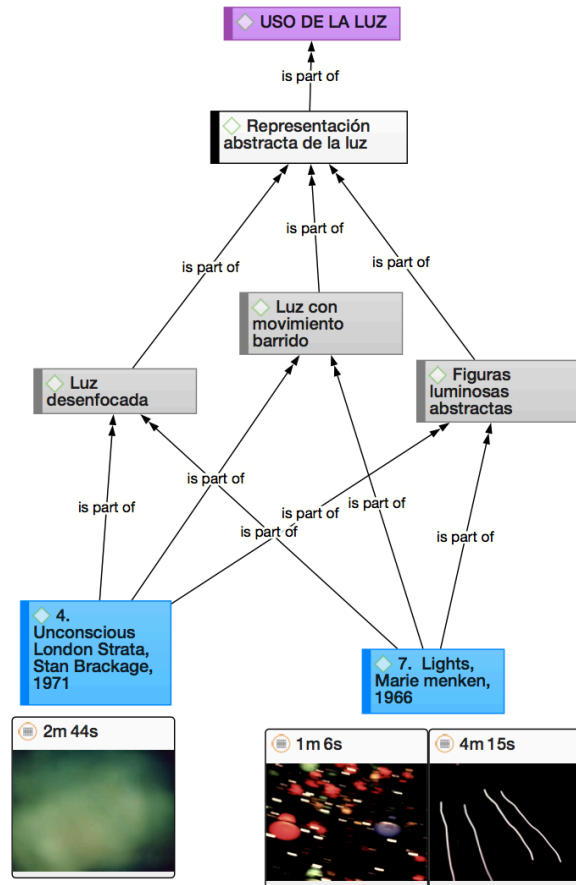 USO DE LA LUZ
is part of
Representación
abstracta de la luz
is part of
is part of
is part of
Luz con
movimiento
barrido
Luz
desenfocada
Figuras
luminosas
abstractas
is part of
is part of
is part of
is part of
is part of
is part of
4.
Unconscious
London Strata,
Stan Brackage,
1971
7. Lights,
Marie menken,
1966
2m 44s
1m 6s
4m 15s